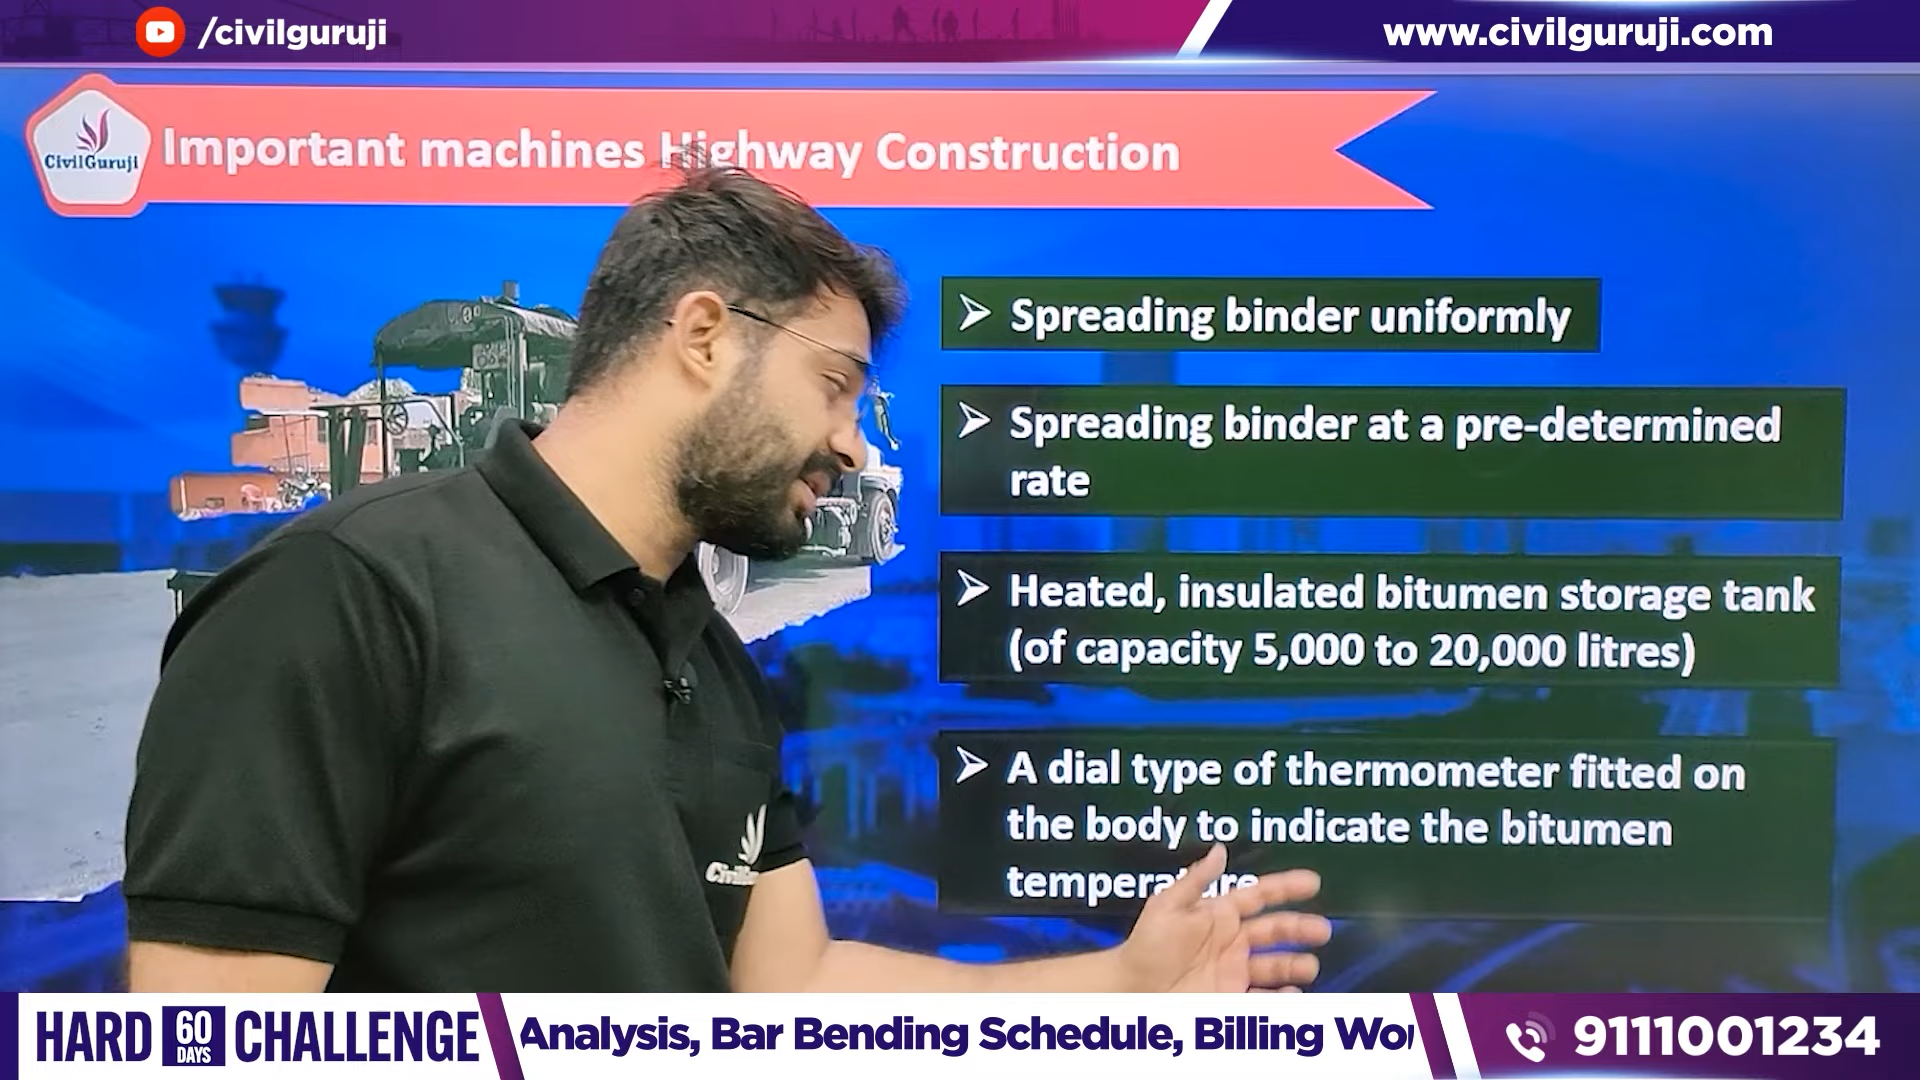 /civilguruji
www.civilguruji.com
CivilGuruji
Important machines Highway Construction
➢ Spreading binder uniformly
➢ Spreading binder at a pre-determined
rate
➢ Heated, insulated bitumen storage tank
(of capacity 5,000 to 20,000 litres)
➢ A dial type of thermometer fitted on
the body to indicate the bitumen
temperature
HARD 60 DAYS CHALLENGE
Analysis, Bar Bending Schedule, Billing
9111001234